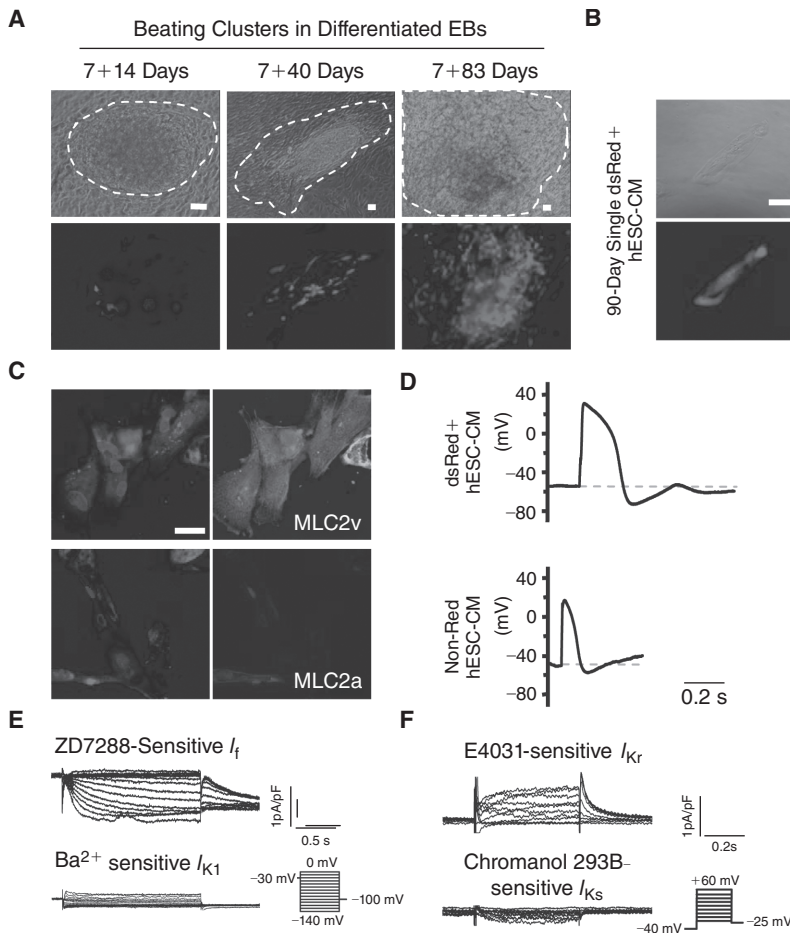 A
Beating Clusters in Differentiated EBs
7+14 Days
7+40 Days
7+83 Days
B
90-Day Single dsRed+
hESC-CM
C
MLC2v
MLC2a
D
dsRed+
hESC-CM
(mV)
40
0
−40
−80
Non-Red
hESC-CM
(mV)
40
0
−40
−80
0.2 s
E
ZD7288-Sensitive If
1pA/pF
0.5 s
Ba2+ sensitive IK1
0 mV
−30 mV
−100 mV
−140 mV
F
E4031-sensitive IKr
1pA/pF
0.2s
Chromanol 293B-
sensitive IKs
+60 mV
−40 mV
−25 mV